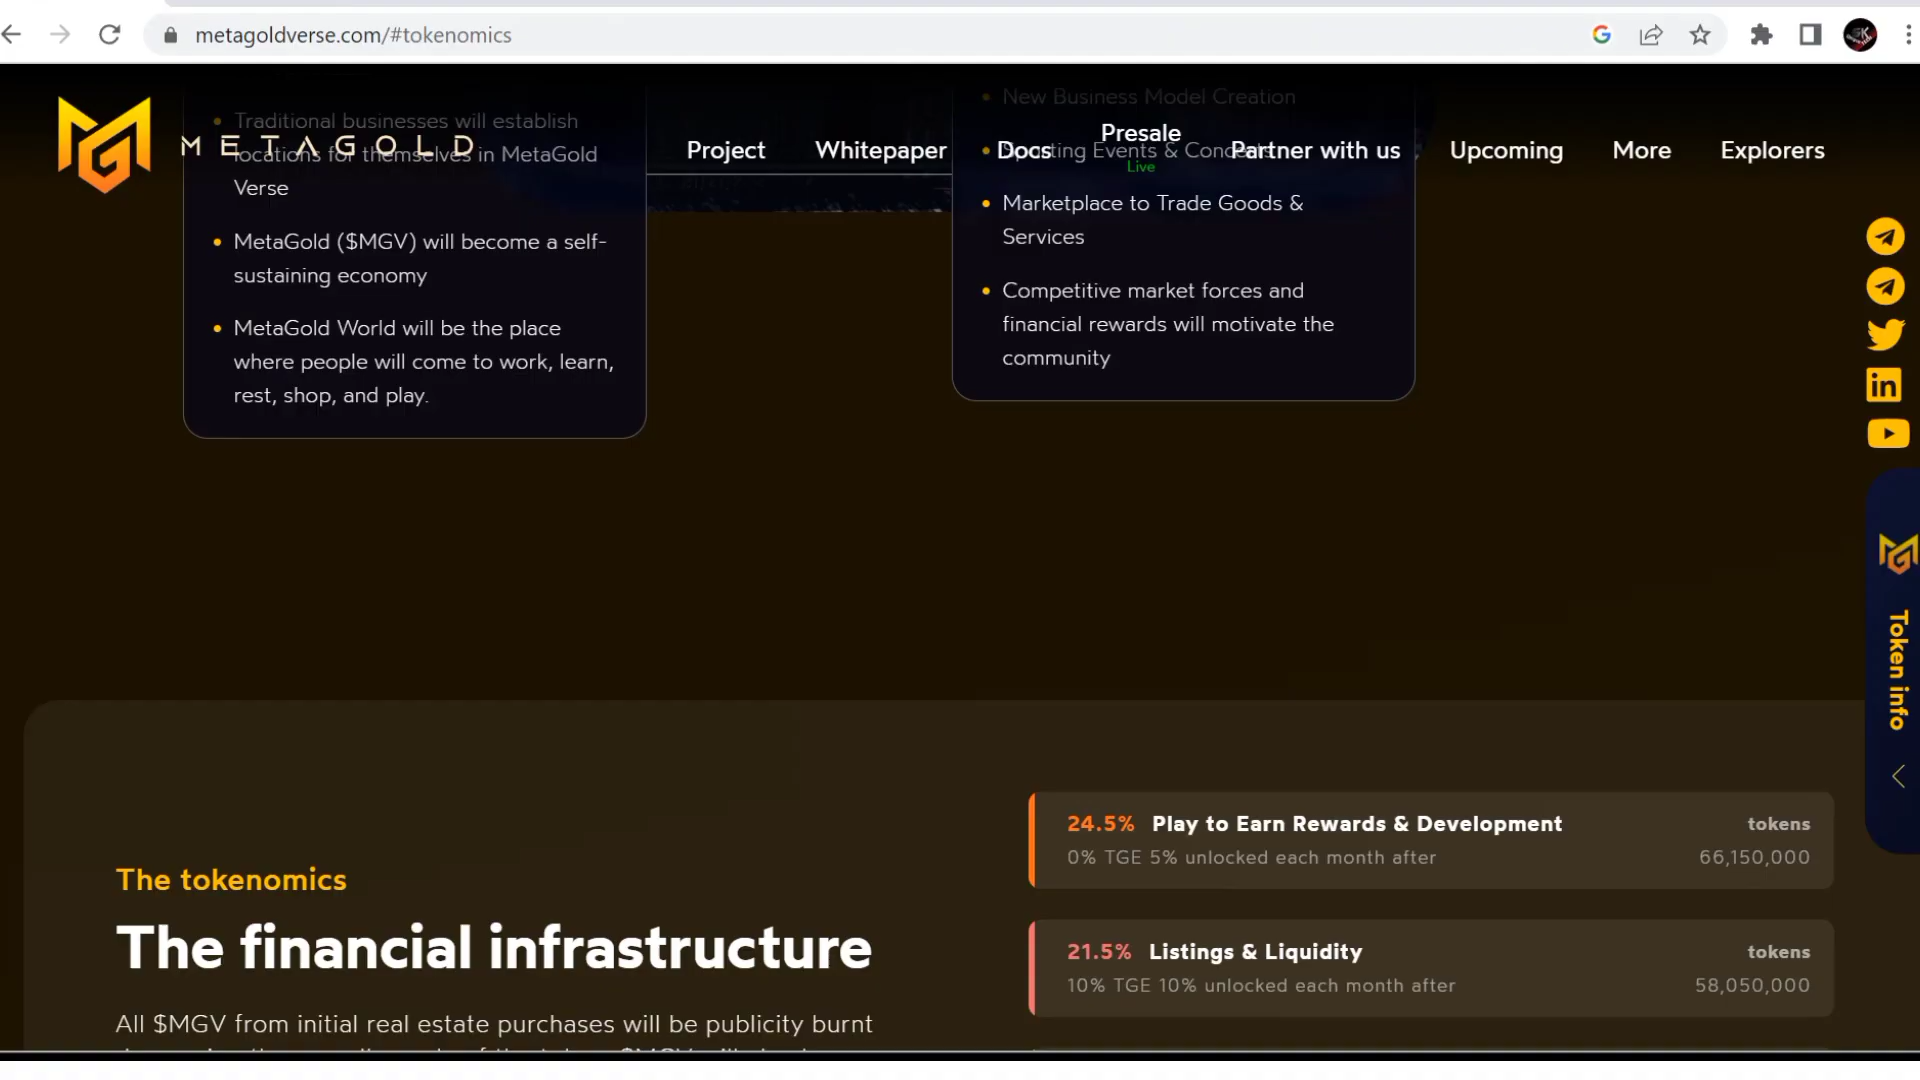 metagoldverse.com/#tokenomics
METAGOLD
Project
Whitepaper
Docs
Presale
Live
Partner with us
Upcoming
More
Explorers
Traditional businesses will establish
locations for themselves in MetaGold
Verse
MetaGold ($MGV) will become a self-
sustaining economy
MetaGold World will be the place
where people will come to work, learn,
rest, shop, and play.
New Business Model Creation
Events &
Marketplace to Trade Goods &
Services
Competitive market forces and
financial rewards will motivate the
community
Token info
The tokenomics
The financial infrastructure
All $MGV from initial real estate purchases will be publicity burnt
24.5% Play to Earn Rewards & Development
tokens
0% TGE 5% unlocked each month after
66,150,000
21.5% Listings & Liquidity
tokens
10% TGE 10% unlocked each month after
58,050,000